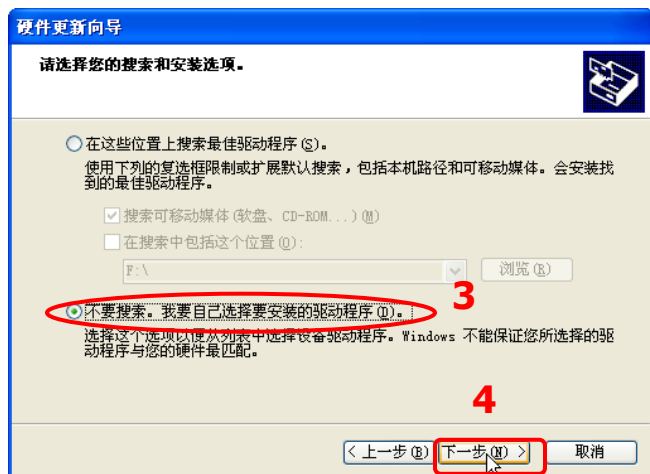 硬件更新向导
请选择您的搜索和安装选项。
在这些位置上搜索最佳驱动程序(S)。
使用下列的复选框限制或扩展默认搜索，包括本机路径和可移动媒体。会安装找
到的最佳驱动程序。
搜索可移动媒体(软盘、CD-ROM...)(M)
在搜索中包括这个位置(O):
F:\
浏览(R)
3
不要搜索。我要自己选择要安装的驱动程序(D)。
选择这个选项以便从列表中选择设备驱动程序。Windows 不能保证您所选择的驱
动程序与您的硬件最匹配。
4
< 上一步(B) 下一步(N) > 取消